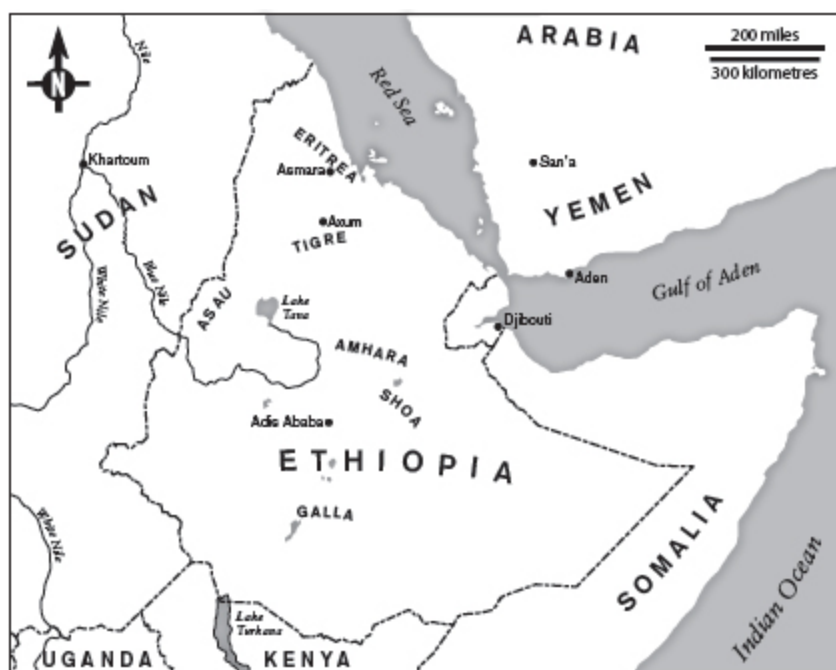 ARABIA
200 miles
300 kilometres
N
Nile
Red Sea
Khartoum
ERITREA
Asmara
San'a
SUDAN
YEMEN
Axum
TIGRE
White Nile
Blue Nile
ASAU
Lake
Tana
Aden
Gulf of Aden
Djibouti
AMHARA
SHOA
Adis Ababa
ETHIOPIA
GALLA
White Nile
SOMALIA
Indian Ocean
Lake
Turkana
UGANDA
KENYA